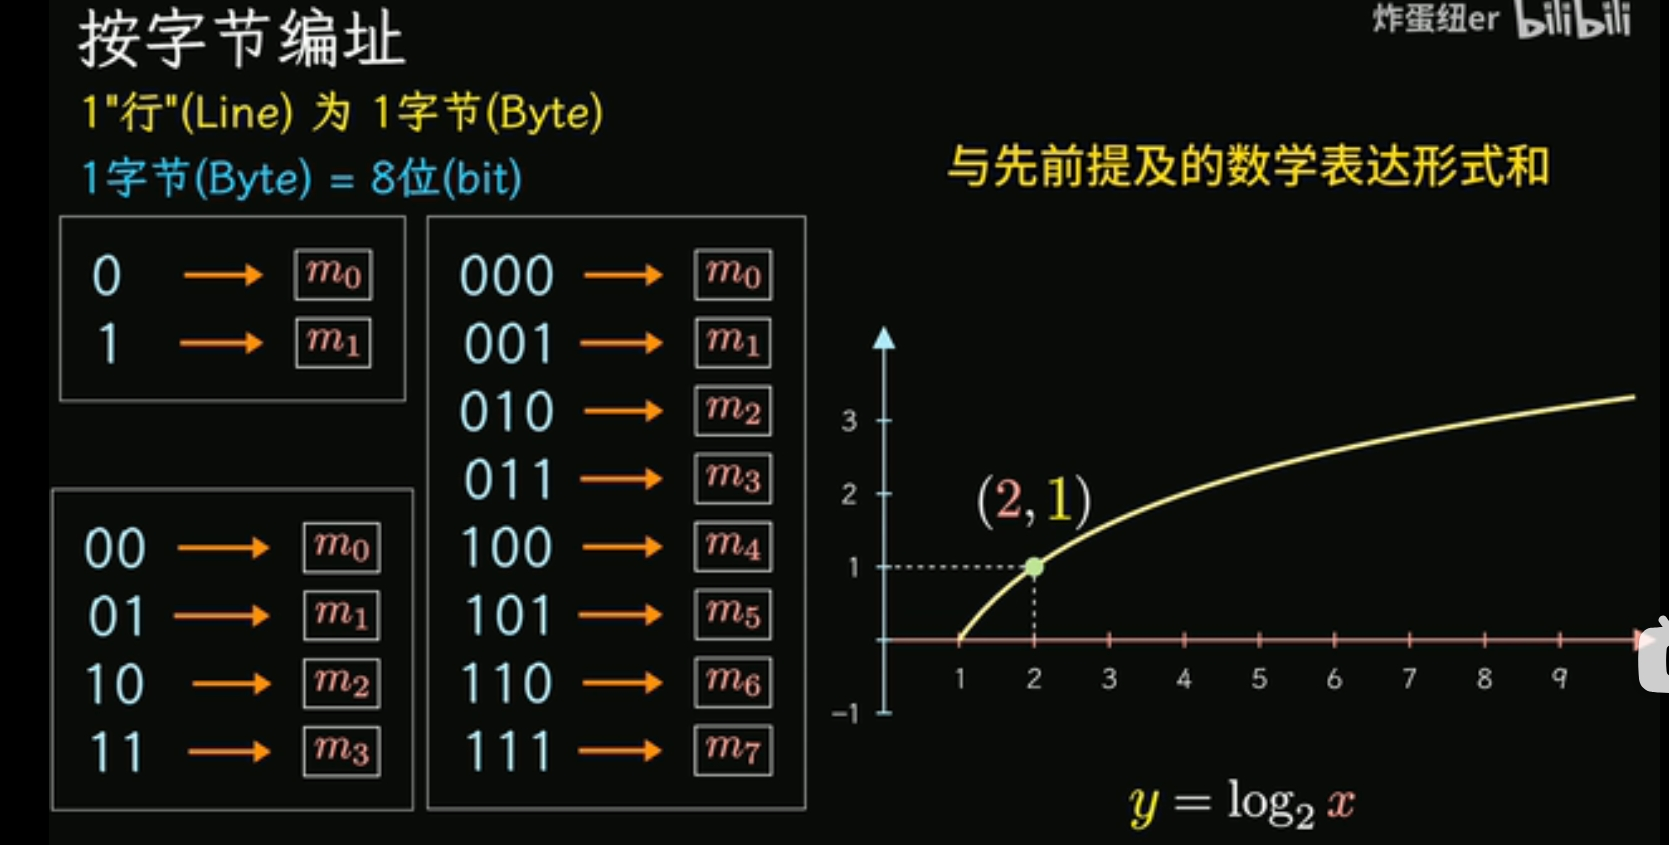 按字节编址
炸蛋纽er bilibili
1"行"(Line) 为 1字节(Byte)
1字节(Byte) = 8位(bit)
与先前提及的数学表达形式和
0 → m₀
1 → m₁
00 → m₀
01 → m₁
10 → m₂
11 → m₃
000 → m₀
001 → m₁
010 → m₂
011 → m₃
100 → m₄
101 → m₅
110 → m₆
111 → m₇
3
2
1
-1
(2, 1)
1 2 3 4 5 6 7 8 9
y = log₂ x